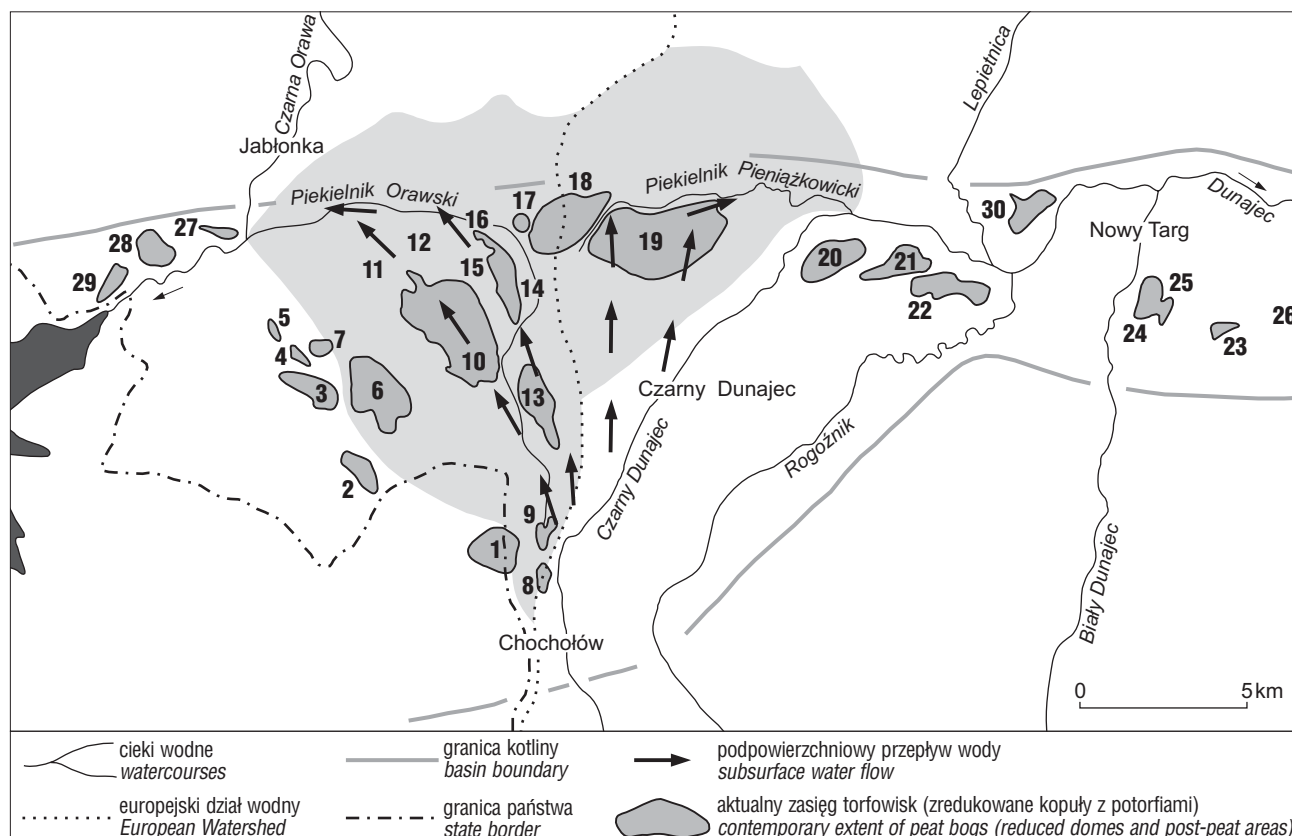 Czarna Orawa
Lepietnica
Jabłonka
Piekielnik Orawski
Piekielnik Pieniążkowicki
Dunajec
Nowy Targ
17
18
16
27
28
29
12
11
15
14
19
20
21
22
30
25
24
23
26
5
4
7
3
6
10
13
2
9
1
8
Czarny Dunajec
Czarny Dunajec
Rogoźnik
Biały Dunajec
Chochołów
0 5 km
cieki wodne
watercourses
granica kotliny
basin boundary
podpowierzchniowy przepływ wody
subsurface water flow
europejski dział wodny
European Watershed
granica państwa
state border
aktualny zasięg torfowisk (zredukowane kopuły z potorfiami)
contemporary extent of peat bogs (reduced domes and post-peat areas)